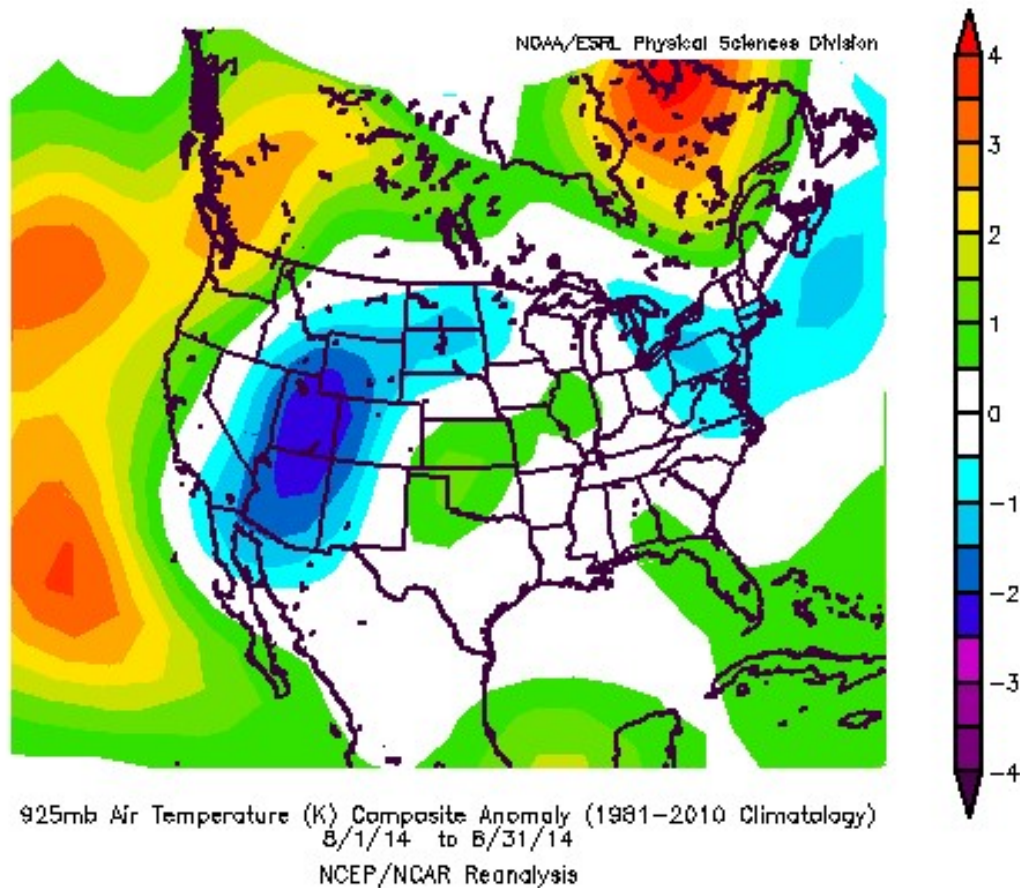 NOAA/ESRL Physical Sciences Division
4
3
2
1
0
-1
-2
-3
-4
925mb Air Temperature (K) Composite Anomaly (1981-2010 Climatology)
8/1/14 to 8/31/14
NCEP/NCAR Reanalysis